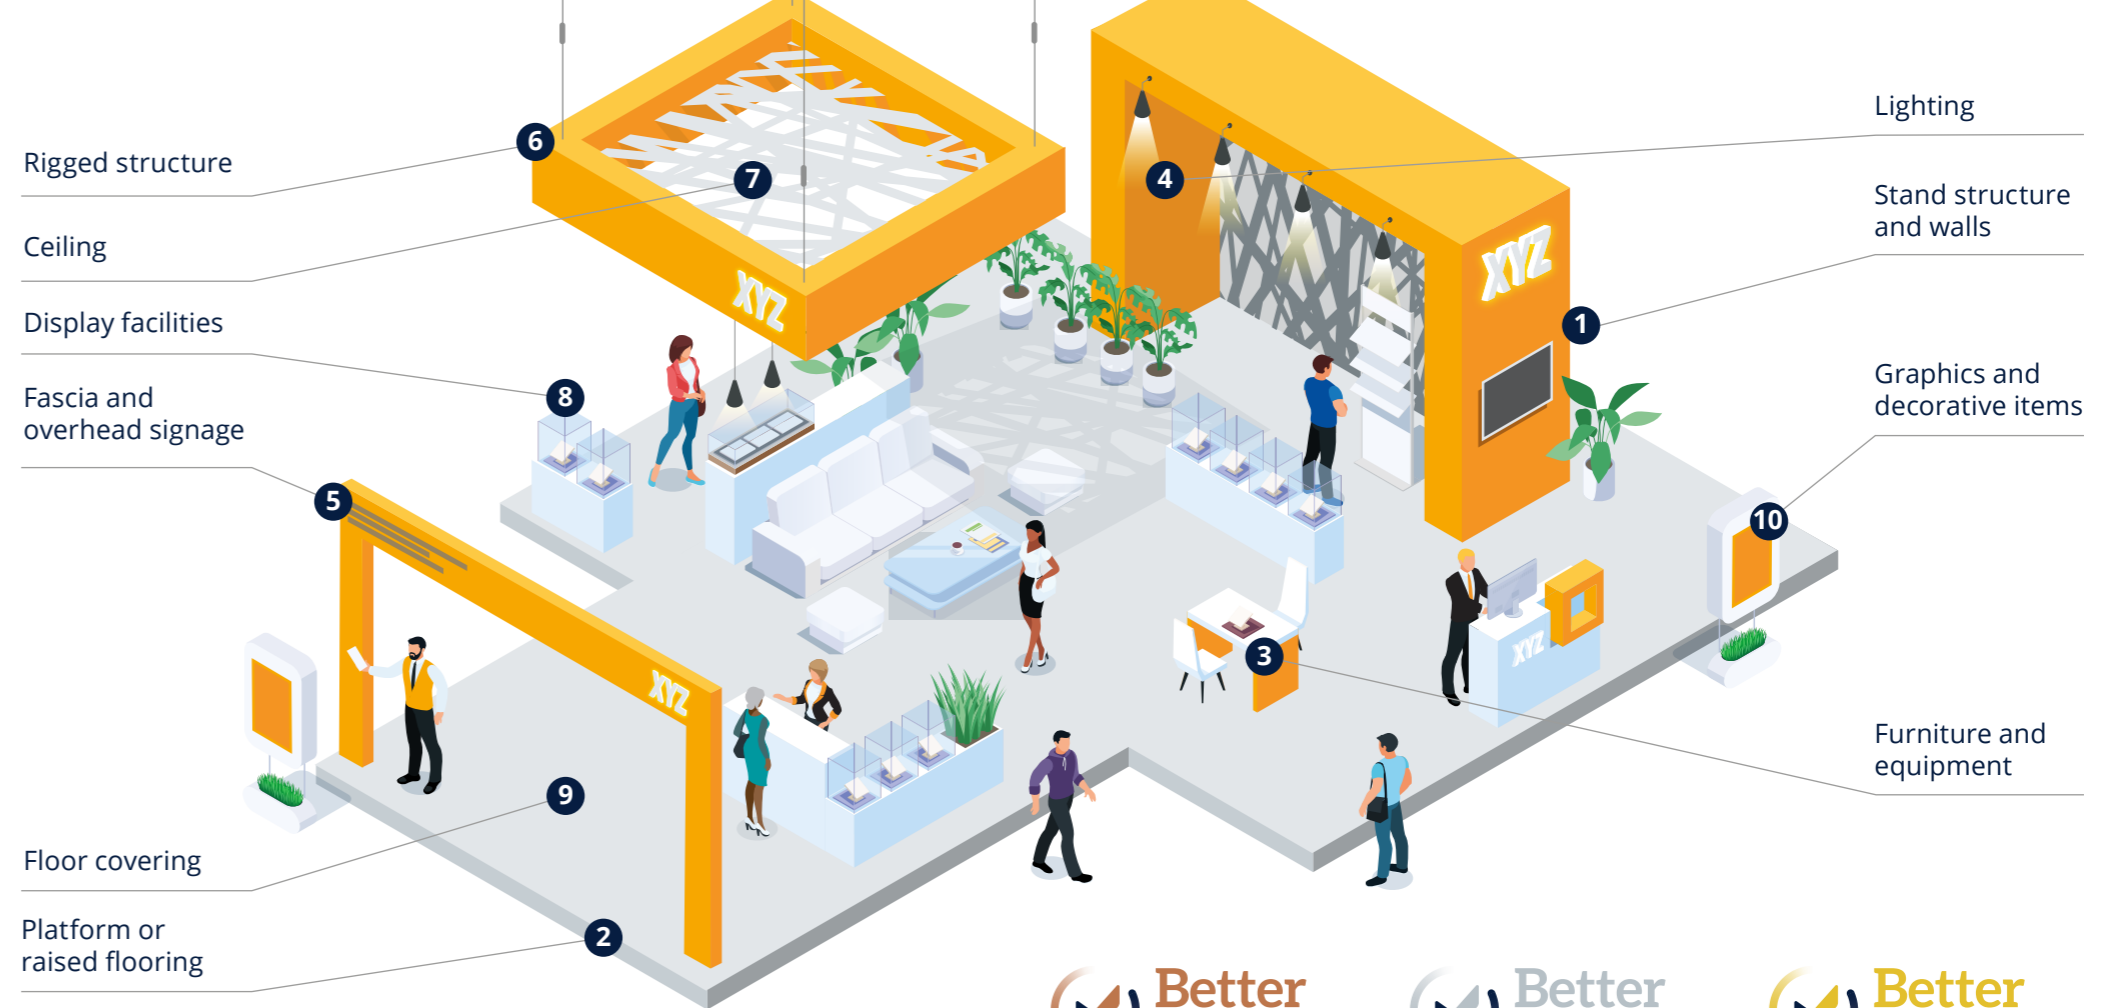 Rigged structure
Ceiling
Display facilities
Fascia and
overhead signage
Floor covering
Platform or
raised flooring
6
7
4
8
5
1
10
3
9
2
XYZ
XYZ
XYZ
XYZ
Lighting
Stand structure
and walls
Graphics and
decorative items
Furniture and
equipment
Better
Better
Better